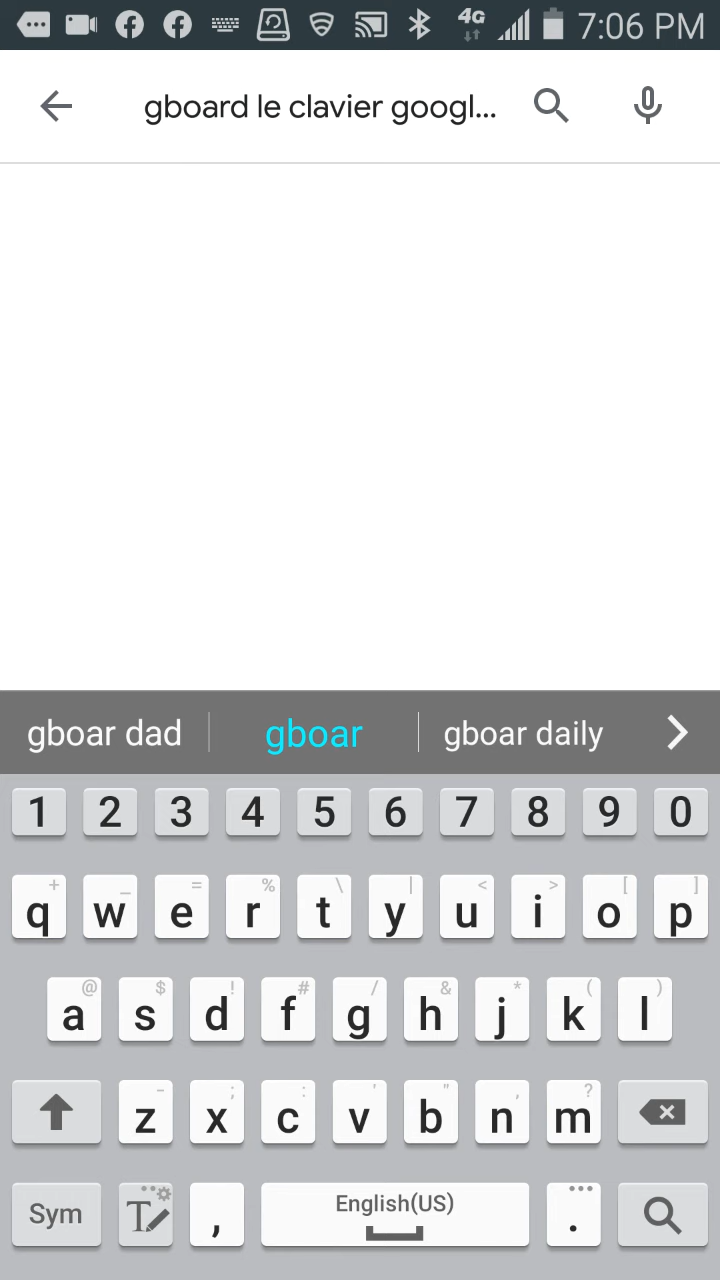 4G 7:06 PM
gboard le clavier googl...
gboar dad gboar gboar daily
1 2 3 4 5 6 7 8 9 0
+ _ = % \ | < > [ ]
q w e r t y u i o p
@ $ ! # / & * ( )
a s d f g h j k l
- ; : ' " , ?
z x c v b n m
Sym T , English(US) .